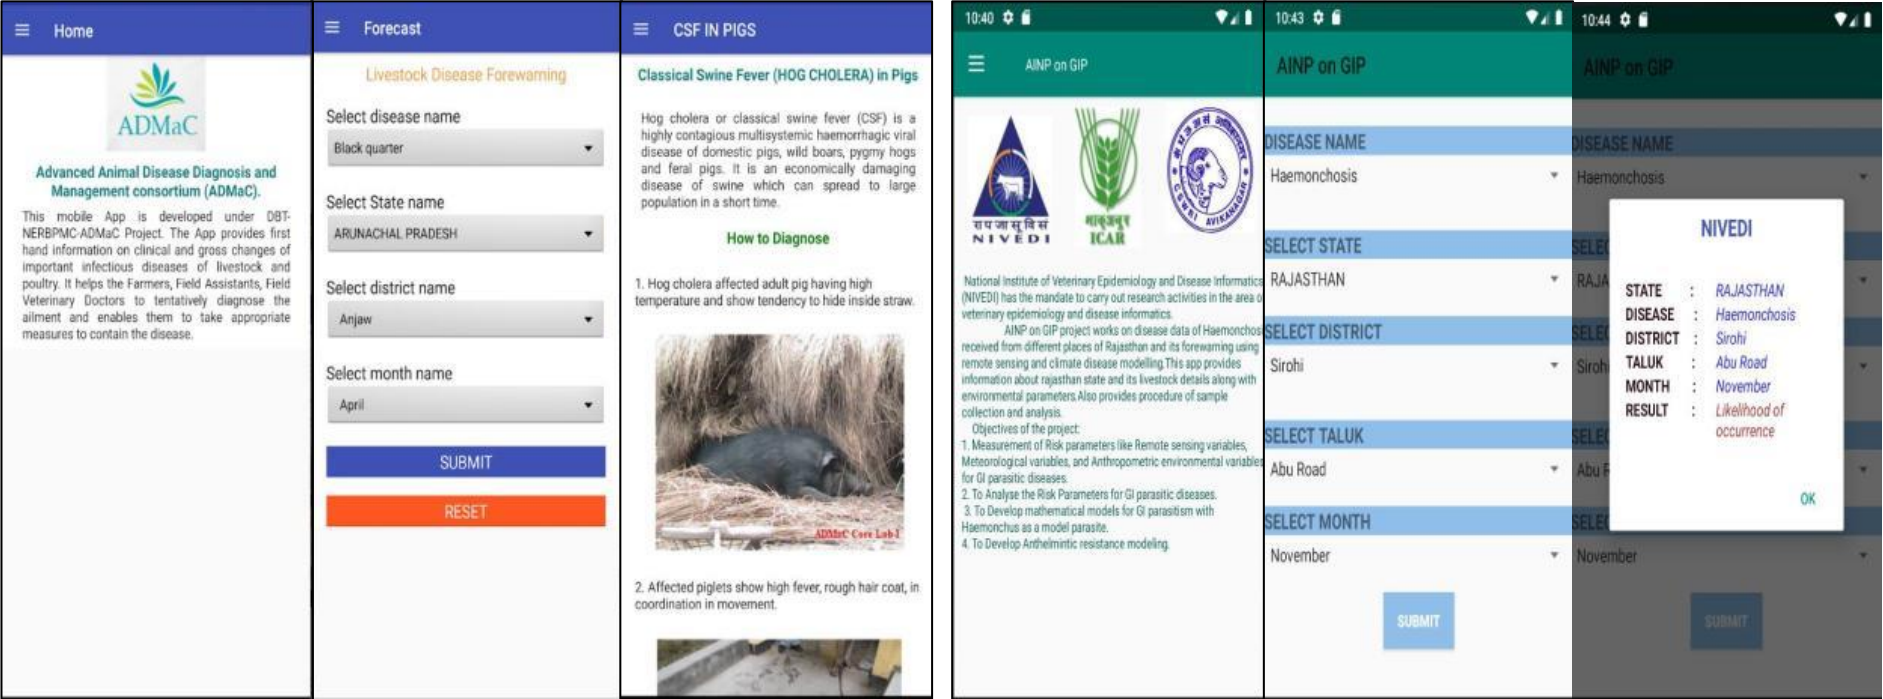 Home
ADMaC
Advanced Animal Disease Diagnosis and
Management consortium (ADMaC).
This mobile App is developed under DBT-
NERBPMC-ADMaC Project. The App provides first
hand information on clinical and gross changes of
important infectious diseases of livestock and
poultry. It helps the Farmers, Field Assistants, Field
Veterinary Doctors to tentatively diagnose the
ailment and enables them to take appropriate
measures to contain the disease.
Forecast
Livestock Disease Forewarning
Select disease name
Black quarter
Select State name
ARUNACHAL PRADESH
Select district name
Anjaw
Select month name
April
SUBMIT
RESET
CSF IN PIGS
Classical Swine Fever (HOG CHOLERA) in Pigs
Hog cholera or classical swine fever (CSF) is a
highly contagious multisystemic haemorrhagic viral
disease of domestic pigs, wild boars, pygmy hogs
and feral pigs. It is an economically damaging
disease of swine which can spread to large
population in a short time.
How to Diagnose
1. Hog cholera affected adult pig having high
temperature and show tendency to hide inside straw.
ADMaC Core Lab-I
2. Affected piglets show high fever, rough hair coat, in
coordination in movement.
10:40
AINP on GIP
NIVEDI
भाकृअनुप
ICAR
CSWRI AVIKANAGAR
National Institute of Veterinary Epidemiology and Disease Informatics
(NIVEDI) has the mandate to carry out research activities in the area o
veterinary epidemiology and disease informatics.
AINP on GIP project works on disease data of Haemonchos
received from different places of Rajasthan and its forewarning using
remote sensing and climate disease modelling.This app provides
information about rajasthan state and its livestock details along with
environmental parameters.Also provides procedure of sample
collection and analysis.
Objectives of the project:
1. Measurement of Risk parameters like Remote sensing variables,
Meteorological variables, and Anthropometric environmental variables
for GI parasitic diseases.
2. To Analyse the Risk Parameters for GI parasitic diseases.
3. To Develop mathematical models for GI parasitism with
Haemonchus as a model parasite.
4. To Develop Anthelmintic resistance modeling.
10:43
AINP on GIP
DISEASE NAME
Haemonchosis
SELECT STATE
RAJASTHAN
SELECT DISTRICT
Sirohi
SELECT TALUK
Abu Road
SELECT MONTH
November
SUBMIT
10:44
AINP on GIP
DISEASE NAME
Haemonchosis
SELEC
RAJA
SELE
Siroh
SELE
Abu R
SELE
November
SUBMIT
NIVEDI
STATE : RAJASTHAN
DISEASE : Haemonchosis
DISTRICT : Sirohi
TALUK : Abu Road
MONTH : November
RESULT : Likelihood of
occurrence
OK